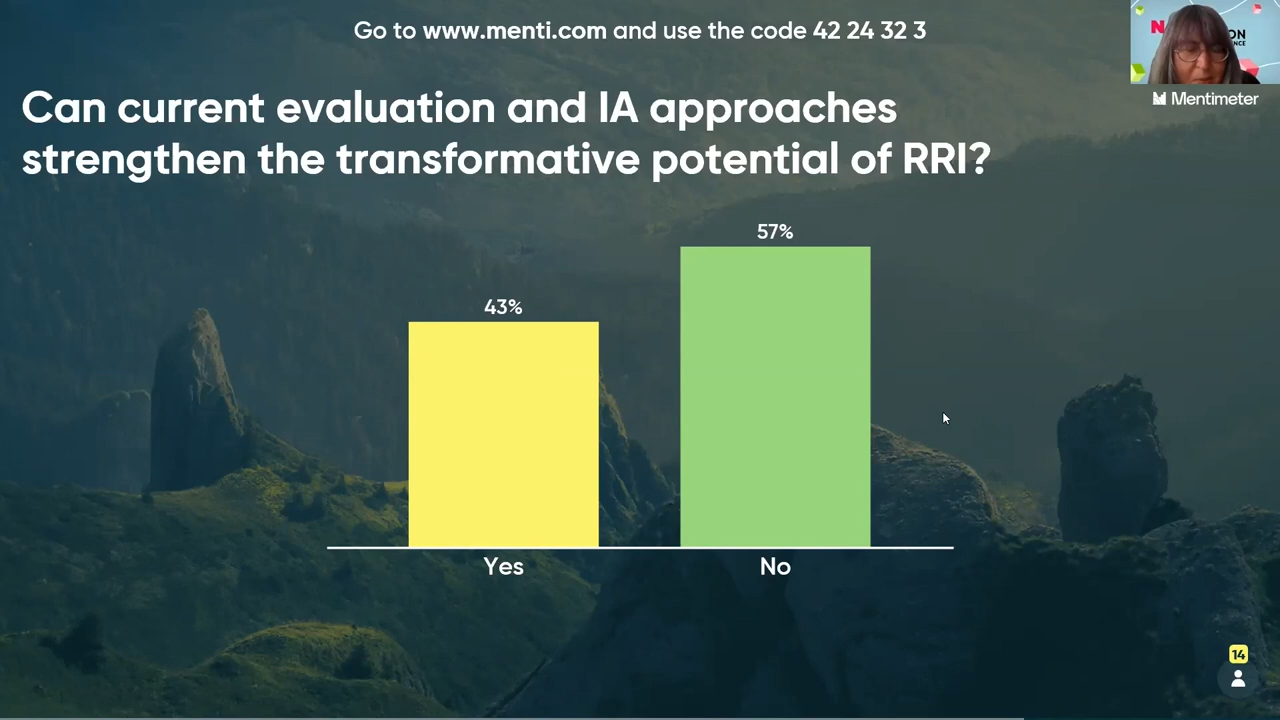 Go to www.menti.com and use the code 42 24 32 3
Mentimeter
Can current evaluation and IA approaches
strengthen the transformative potential of RRI?
57%
43%
Yes
No
14